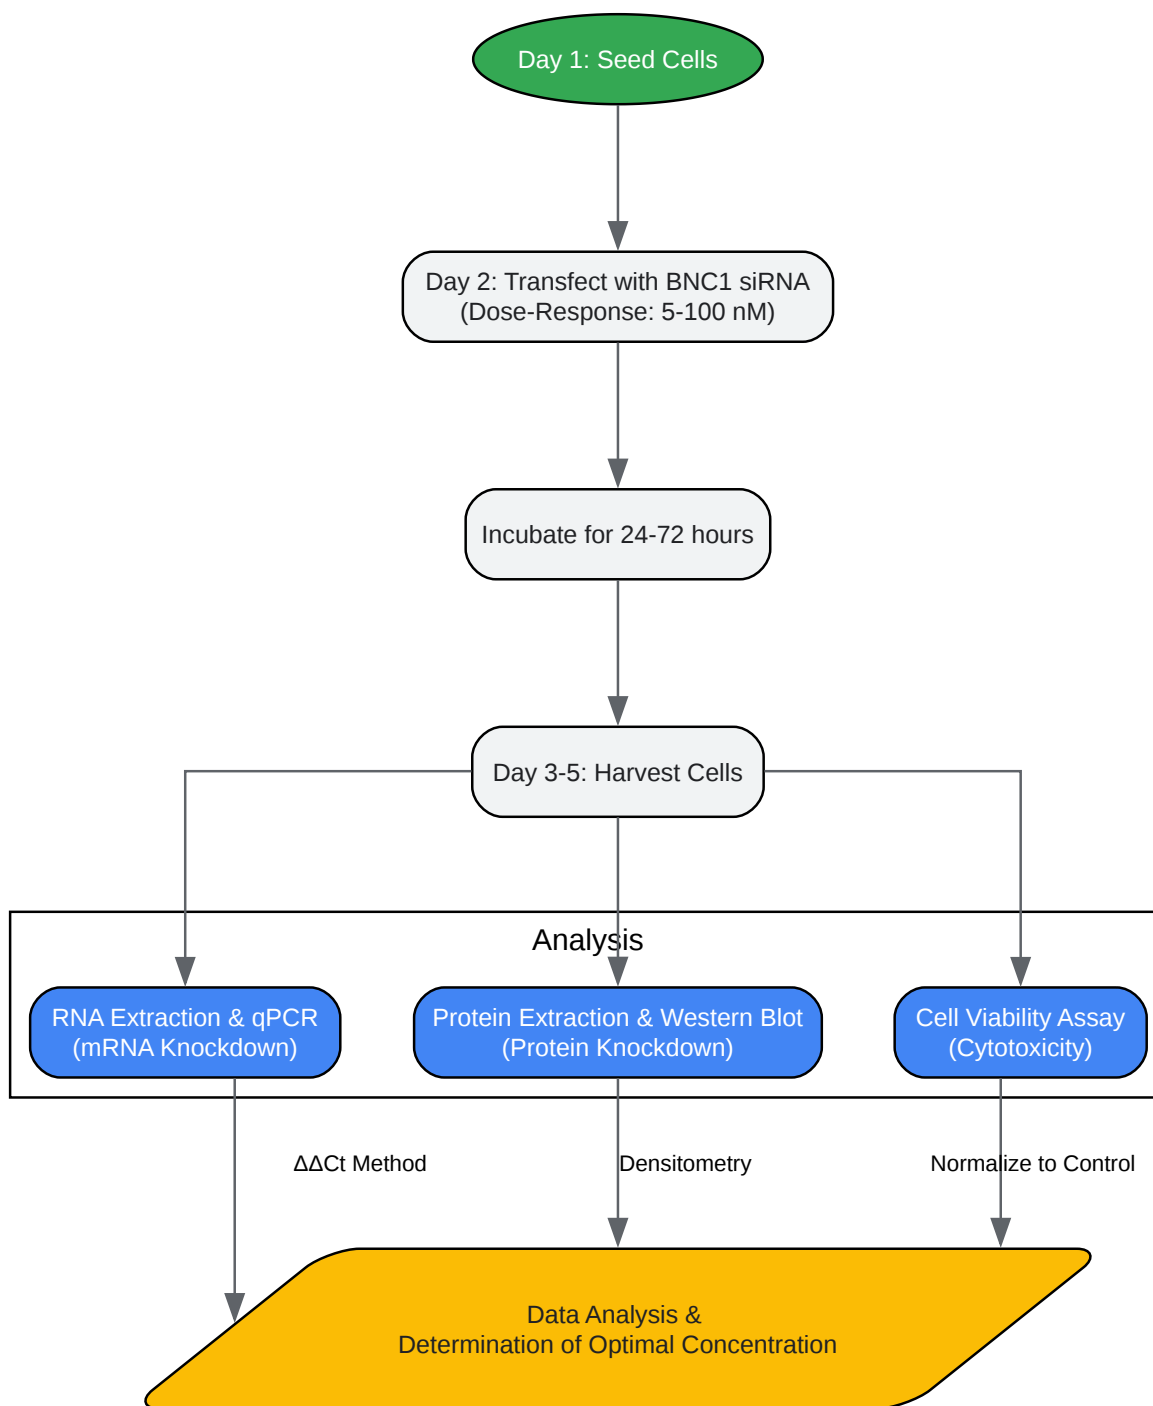 Day 1: Seed Cells
Day 2: Transfect with BNC1 siRNA
(Dose-Response: 5-100 nM)
Incubate for 24-72 hours
Day 3-5: Harvest Cells
Analysis
RNA Extraction & qPCR
(mRNA Knockdown)
Protein Extraction & Western Blot
(Protein Knockdown)
Cell Viability Assay
(Cytotoxicity)
ΔΔCt Method
Densitometry
Normalize to Control
Data Analysis &
Determination of Optimal Concentration